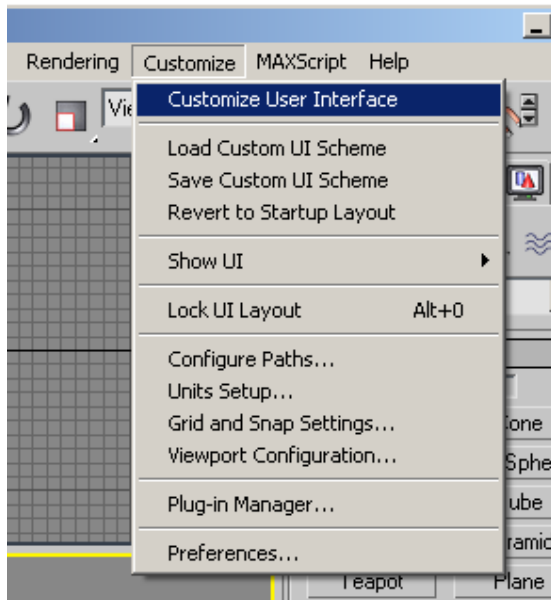 Rendering Customize MAXScript Help
Customize User Interface
Load Custom UI Scheme
Save Custom UI Scheme
Revert to Startup Layout
Show UI
Lock UI Layout Alt+0
Configure Paths...
Units Setup...
Grid and Snap Settings...
Viewport Configuration...
Plug-in Manager...
Preferences...
Teapot Plane